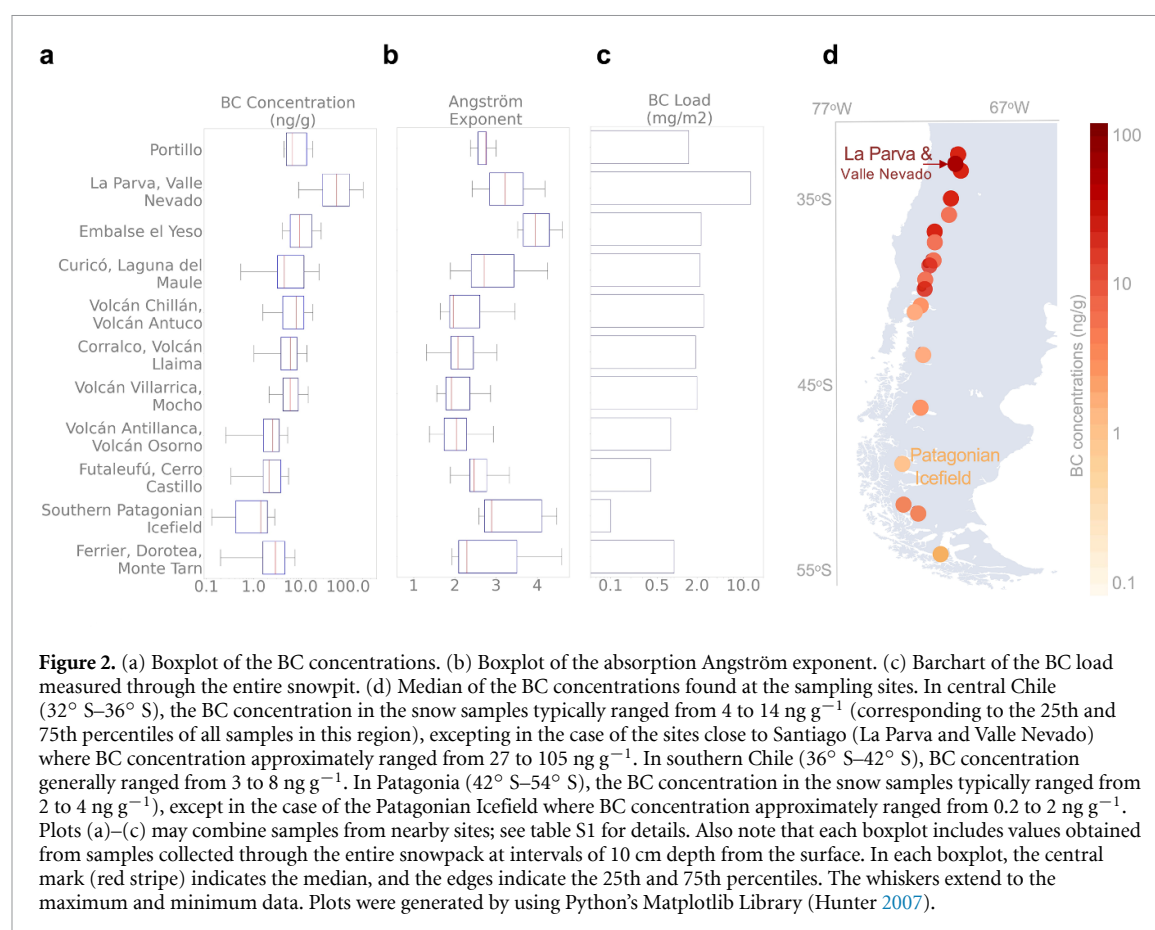 a
b
c
d
BC Concentration
(ng/g)
Angström
Exponent
BC Load
(mg/m2)
77oW
67oW
Portillo
La Parva, Valle
Nevado
Embalse el Yeso
Curicó, Laguna del
Maule
Volcán Chillán,
Volcán Antuco
Corralco, Volcán
Llaima
Volcán Villarrica,
Mocho
Volcán Antillanca,
Volcán Osorno
Futaleufú, Cerro
Castillo
Southern Patagonian
Icefield
Ferrier, Dorotea,
Monte Tarn
0.1 1.0 10.0 100.0
1 2 3 4
0.1 0.5 2.0 10.0
La Parva &
Valle Nevado
35oS
45oS
55oS
Patagonian
Icefield
100
10
1
0.1
BC concentrations (ng/g)
Figure 2. (a) Boxplot of the BC concentrations. (b) Boxplot of the absorption Angström exponent. (c) Barchart of the BC load
measured through the entire snowpit. (d) Median of the BC concentrations found at the sampling sites. In central Chile
(32° S–36° S), the BC concentration in the snow samples typically ranged from 4 to 14 ng g⁻¹ (corresponding to the 25th and
75th percentiles of all samples in this region), excepting in the case of the sites close to Santiago (La Parva and Valle Nevado)
where BC concentration approximately ranged from 27 to 105 ng g⁻¹. In southern Chile (36° S–42° S), BC concentration
generally ranged from 3 to 8 ng g⁻¹. In Patagonia (42° S–54° S), the BC concentration in the snow samples typically ranged from
2 to 4 ng g⁻¹), except in the case of the Patagonian Icefield where BC concentration approximately ranged from 0.2 to 2 ng g⁻¹.
Plots (a)–(c) may combine samples from nearby sites; see table S1 for details. Also note that each boxplot includes values obtained
from samples collected through the entire snowpack at intervals of 10 cm depth from the surface. In each boxplot, the central
mark (red stripe) indicates the median, and the edges indicate the 25th and 75th percentiles. The whiskers extend to the
maximum and minimum data. Plots were generated by using Python's Matplotlib Library (Hunter 2007).